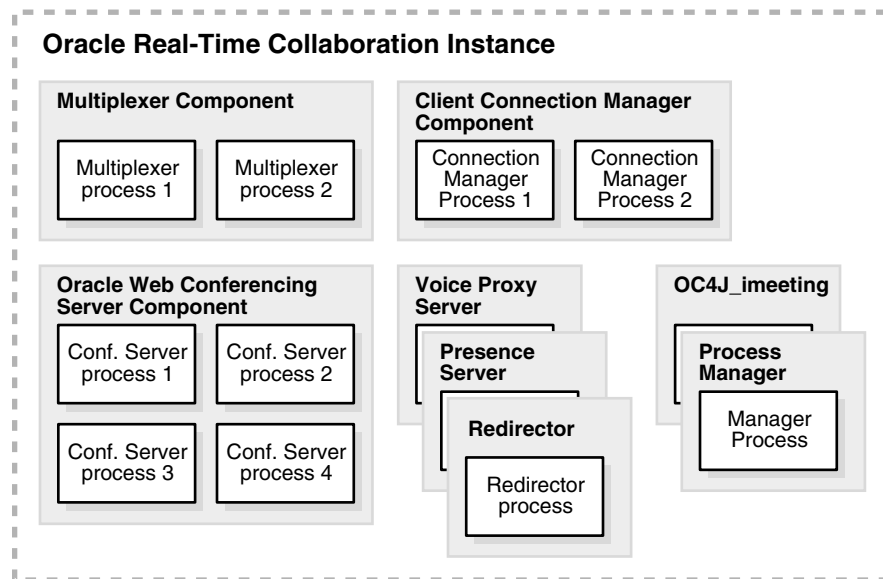 Oracle Real-Time Collaboration Instance
Multiplexer Component
Multiplexer
process 1
Multiplexer
process 2
Client Connection Manager
Component
Connection
Manager
Process 1
Connection
Manager
Process 2
Oracle Web Conferencing
Server Component
Conf. Server
process 1
Conf. Server
process 2
Conf. Server
process 3
Conf. Server
process 4
Voice Proxy
Server
Presence
Server
Redirector
Redirector
process
OC4J_imeeting
Process
Manager
Manager
Process